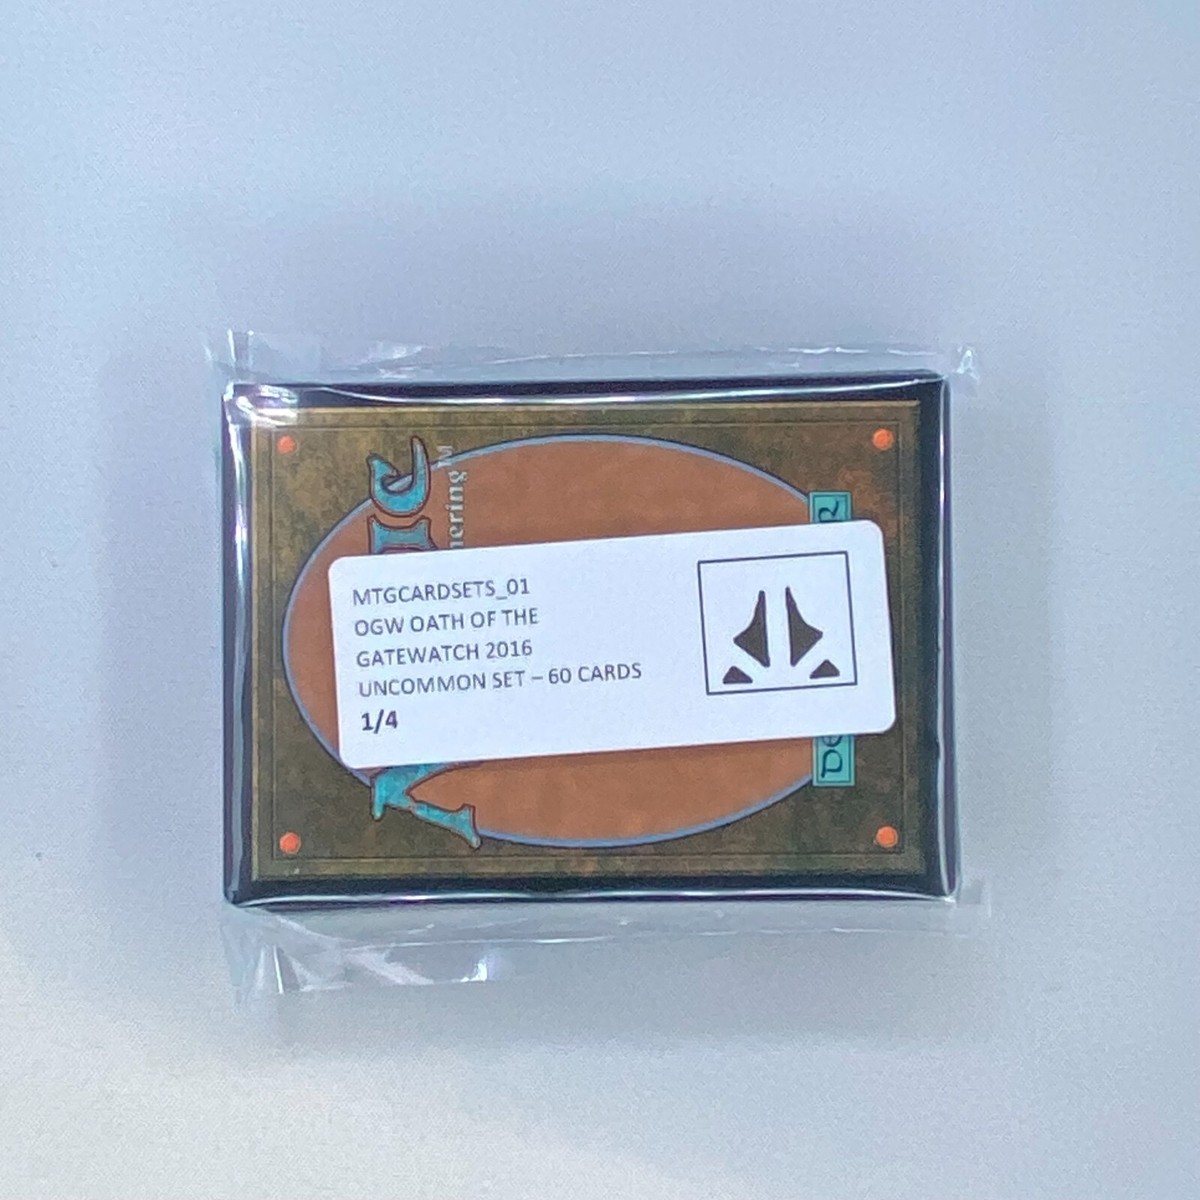 MTGCARDSETS_01
OGW OATH OF THE
GATEWATCH 2016
UNCOMMON SET – 60 CARDS
1/4